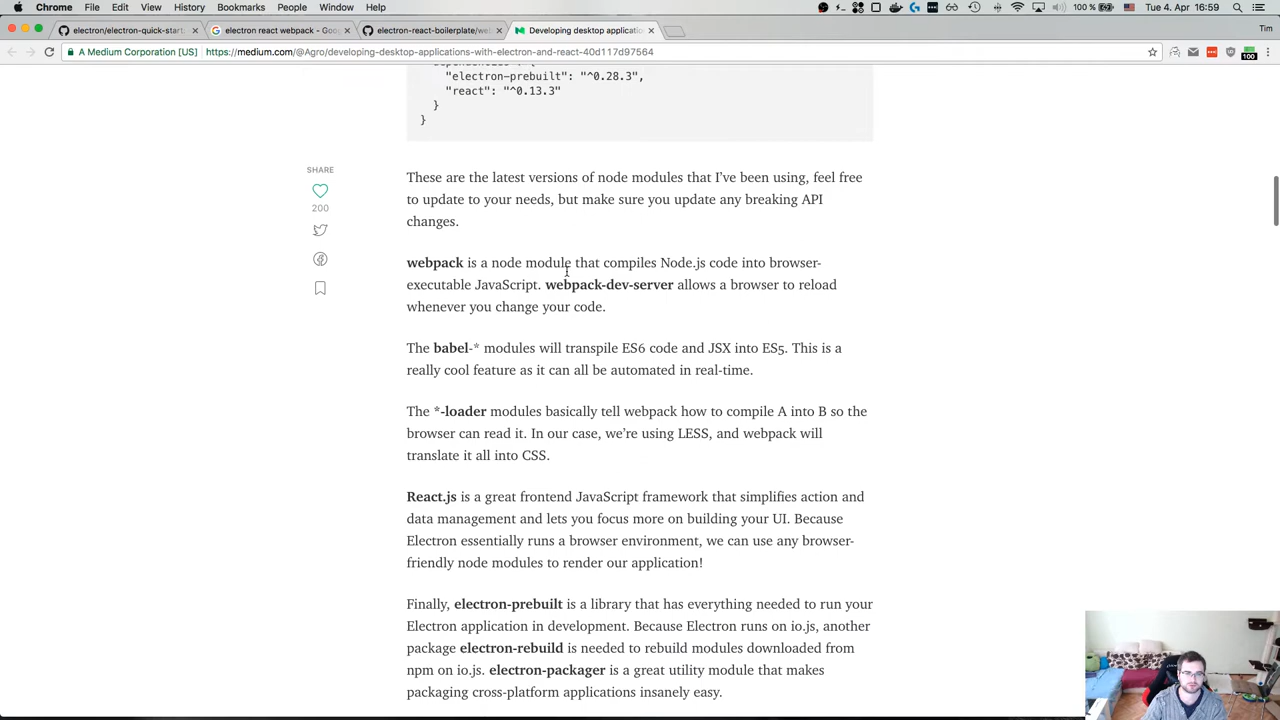 Chrome File Edit View History Bookmarks People Window Help 100 % Tue 4. Apr 16:59
electron/electron-quick-start: electron react webpack - Goo electron-react-boilerplate/we Developing desktop applicatio Tim
A Medium Corporation [US] https://medium.com/@Agro/developing-desktop-applications-with-electron-and-react-40d117d97564 100
"electron-prebuilt": "^0.28.3",
"react": "^0.13.3"
}
}
SHARE
200
These are the latest versions of node modules that I’ve been using, feel free
to update to your needs, but make sure you update any breaking API
changes.
webpack is a node module that compiles Node.js code into browser-
executable JavaScript. webpack-dev-server allows a browser to reload
whenever you change your code.
The babel-* modules will transpile ES6 code and JSX into ES5. This is a
really cool feature as it can all be automated in real-time.
The *-loader modules basically tell webpack how to compile A into B so the
browser can read it. In our case, we’re using LESS, and webpack will
translate it all into CSS.
React.js is a great frontend JavaScript framework that simplifies action and
data management and lets you focus more on building your UI. Because
Electron essentially runs a browser environment, we can use any browser-
friendly node modules to render our application!
Finally, electron-prebuilt is a library that has everything needed to run your
Electron application in development. Because Electron runs on io.js, another
package electron-rebuild is needed to rebuild modules downloaded from
npm on io.js. electron-packager is a great utility module that makes
packaging cross-platform applications insanely easy.